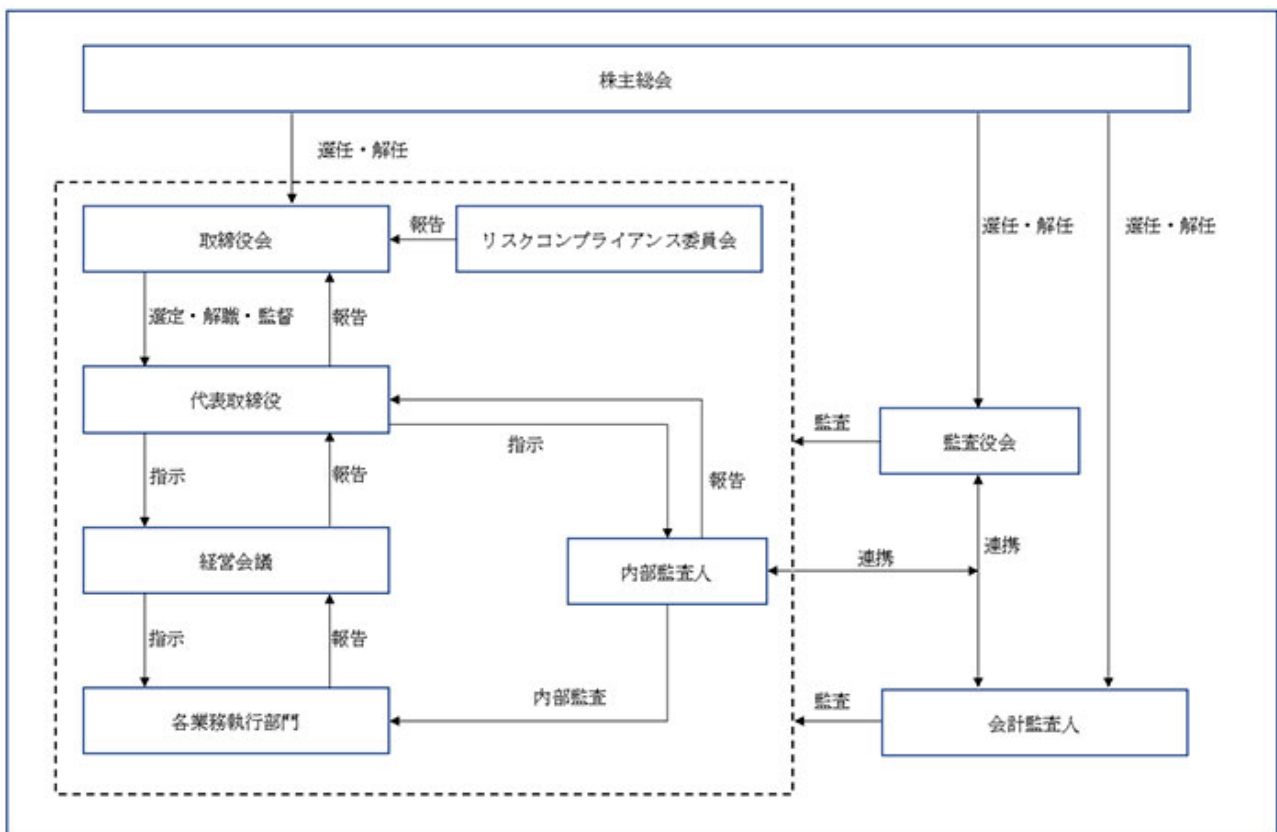 株主総会
選任・解任
選任・解任
選任・解任
取締役会
報告
リスクコンプライアンス委員会
選定・解職・監督
報告
代表取締役
指示
監査
監査役会
指示
報告
報告
経営会議
内部監査人
連携
連携
指示
報告
内部監査
各業務執行部門
監査
会計監査人